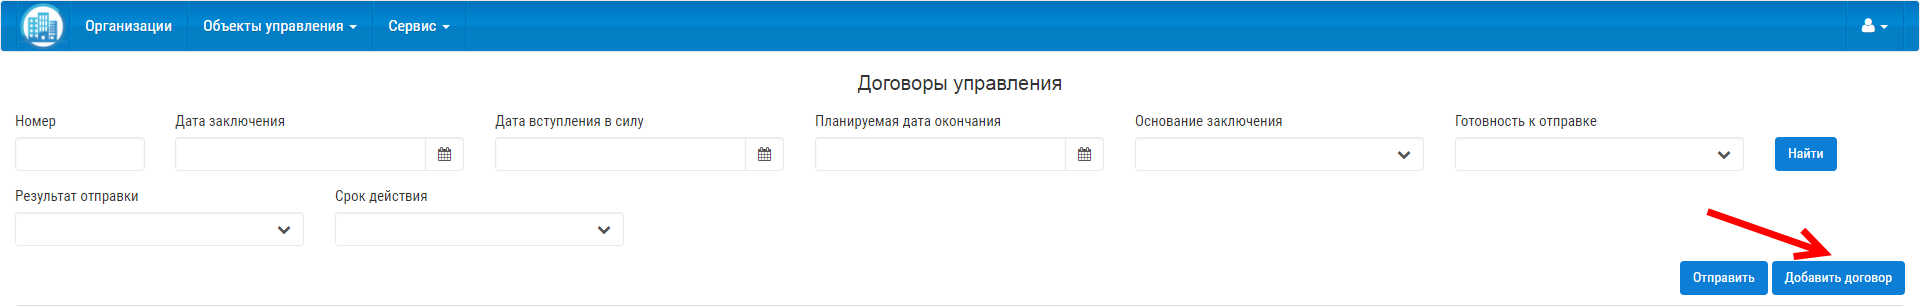 Организации Объекты управления Сервис
Договоры управления
Номер Дата заключения Дата вступления в силу Планируемая дата окончания Основание заключения Готовность к отправке
Найти
Результат отправки Срок действия
Отправить Добавить договор